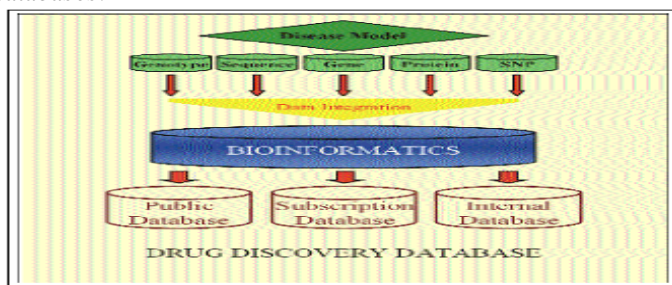 Disease Model
Genotype Sequence Gene Protein SNP
Data Integration
BIOINFORMATICS
Public Database
Subscription Database
Internal Database
DRUG DISCOVERY DATABASE